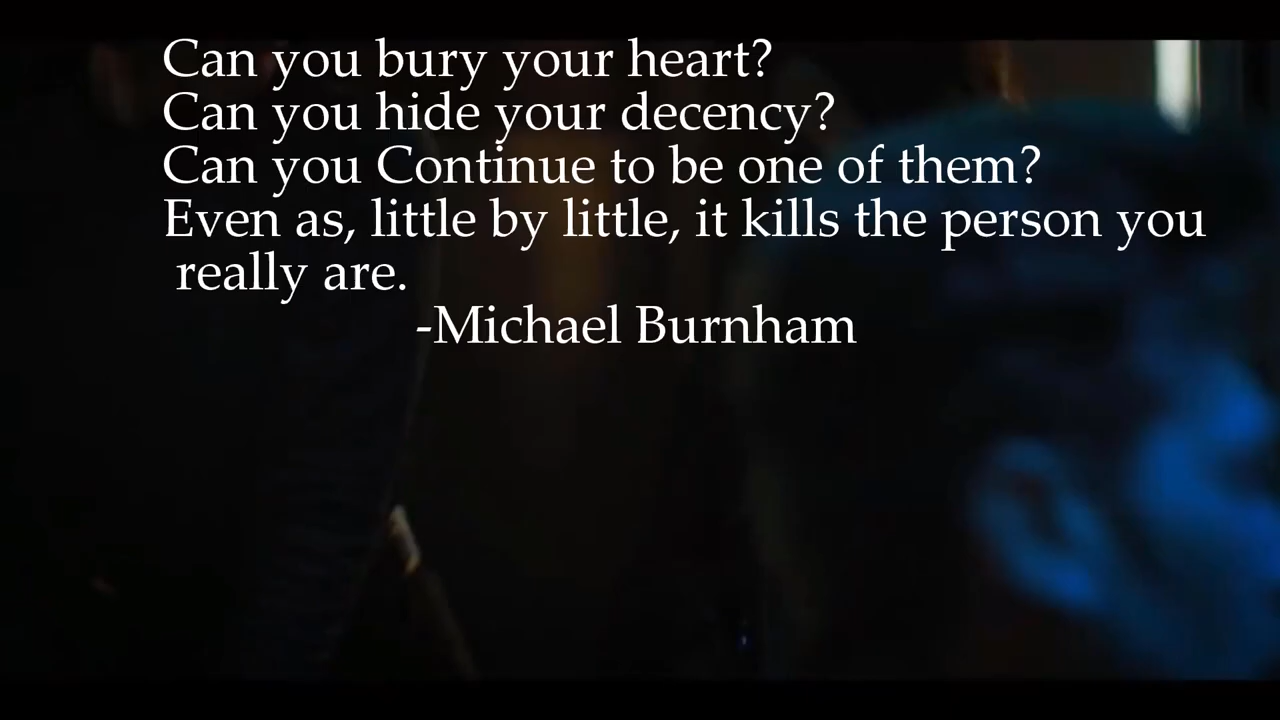 Can you bury your heart?
Can you hide your decency?
Can you Continue to be one of them?
Even as, little by little, it kills the person you
really are.
-Michael Burnham